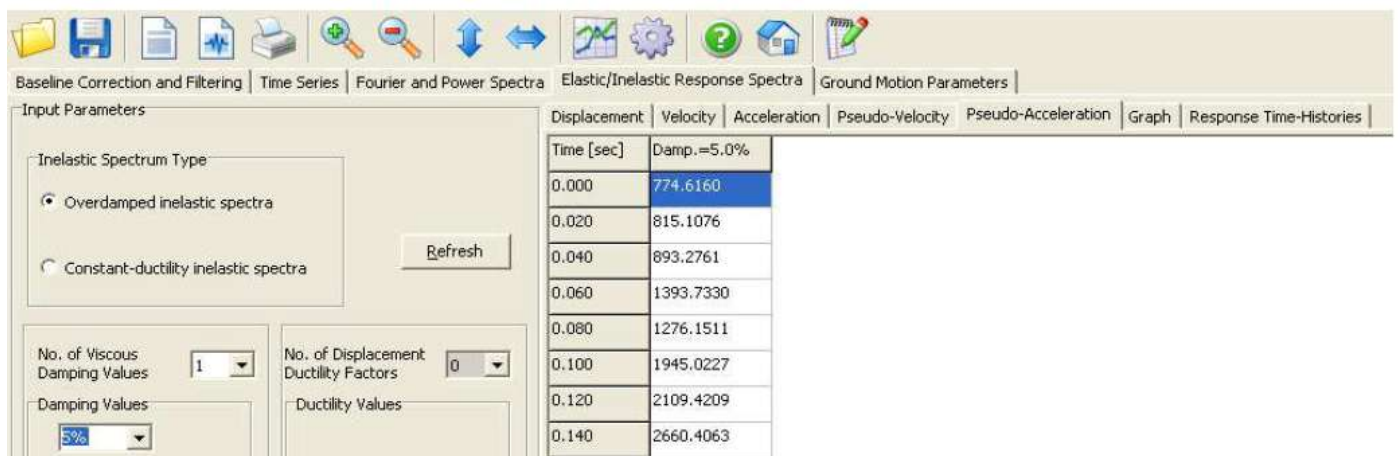 Baseline Correction and Filtering Time Series Fourier and Power Spectra Elastic/Inelastic Response Spectra Ground Motion Parameters
Input Parameters
Inelastic Spectrum Type
Overdamped inelastic spectra
Constant-ductility inelastic spectra
Refresh
No. of Viscous
Damping Values
1
No. of Displacement
Ductility Factors
0
Damping Values
5%
Ductility Values
Displacement Velocity Acceleration Pseudo-Velocity Pseudo-Acceleration Graph Response Time-Histories
Time [sec] Damp.=5.0%
0.000 774.6160
0.020 815.1076
0.040 893.2761
0.060 1393.7330
0.080 1276.1511
0.100 1945.0227
0.120 2109.4209
0.140 2660.4063